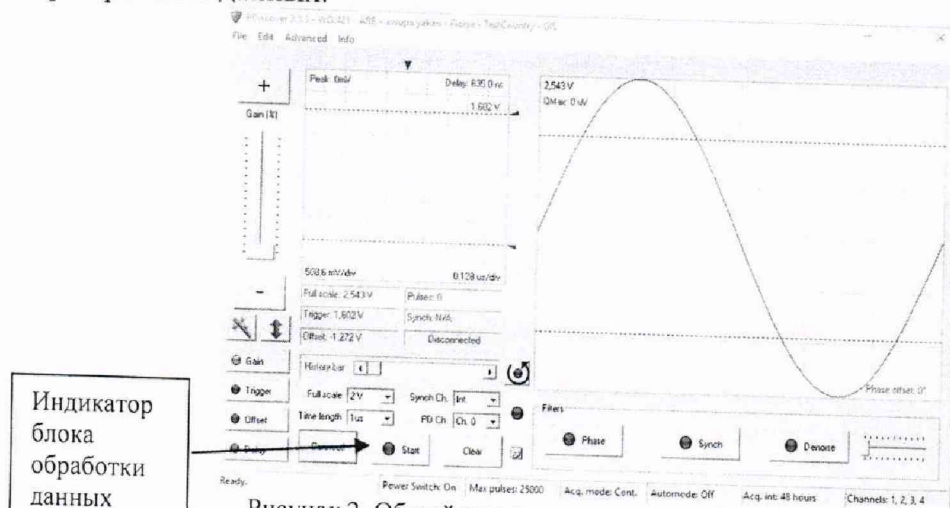 File Edit Advanced Info
Peak: 0mV
Delay: 635.0 ns
1.602 V
2,543 V
QMax: 0 uV
+
Gain (%)
508.6 mV/div
0.128 us/div
-
Full scale: 2,543 V
Pulses: 0
Trigger: 1,602 V
Synch: N/A
Offset: -1,272 V
Disconnected
Gain
History bar
Trigger
Full scale 2 V
Synch Ch. Int.
Phase offset: 0°
Offset
Time length 1us
PD Ch. Ch. 0
Filters
Phase
Synch
Denoise
Start
Clear
Индикатор
блока
обработки
данных
Ready.
Power Switch: On
Max pulses: 25000
Acq. mode: Cont.
Automode: Off
Acq. int: 48 hours
Channels: 1, 2, 3, 4